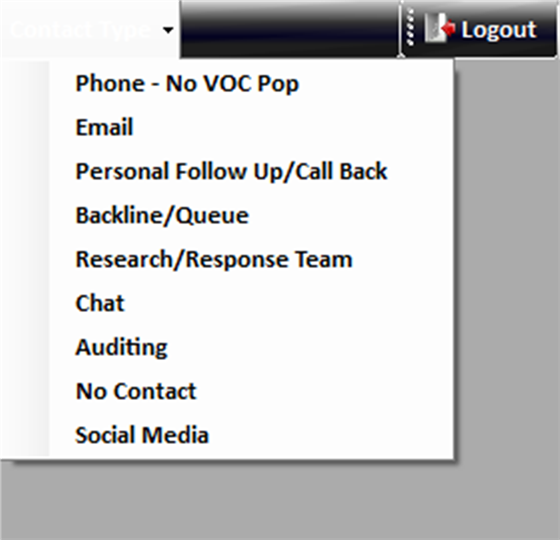 Contact Type
Logout
Phone - No VOC Pop
Email
Personal Follow Up/Call Back
Backline/Queue
Research/Response Team
Chat
Auditing
No Contact
Social Media